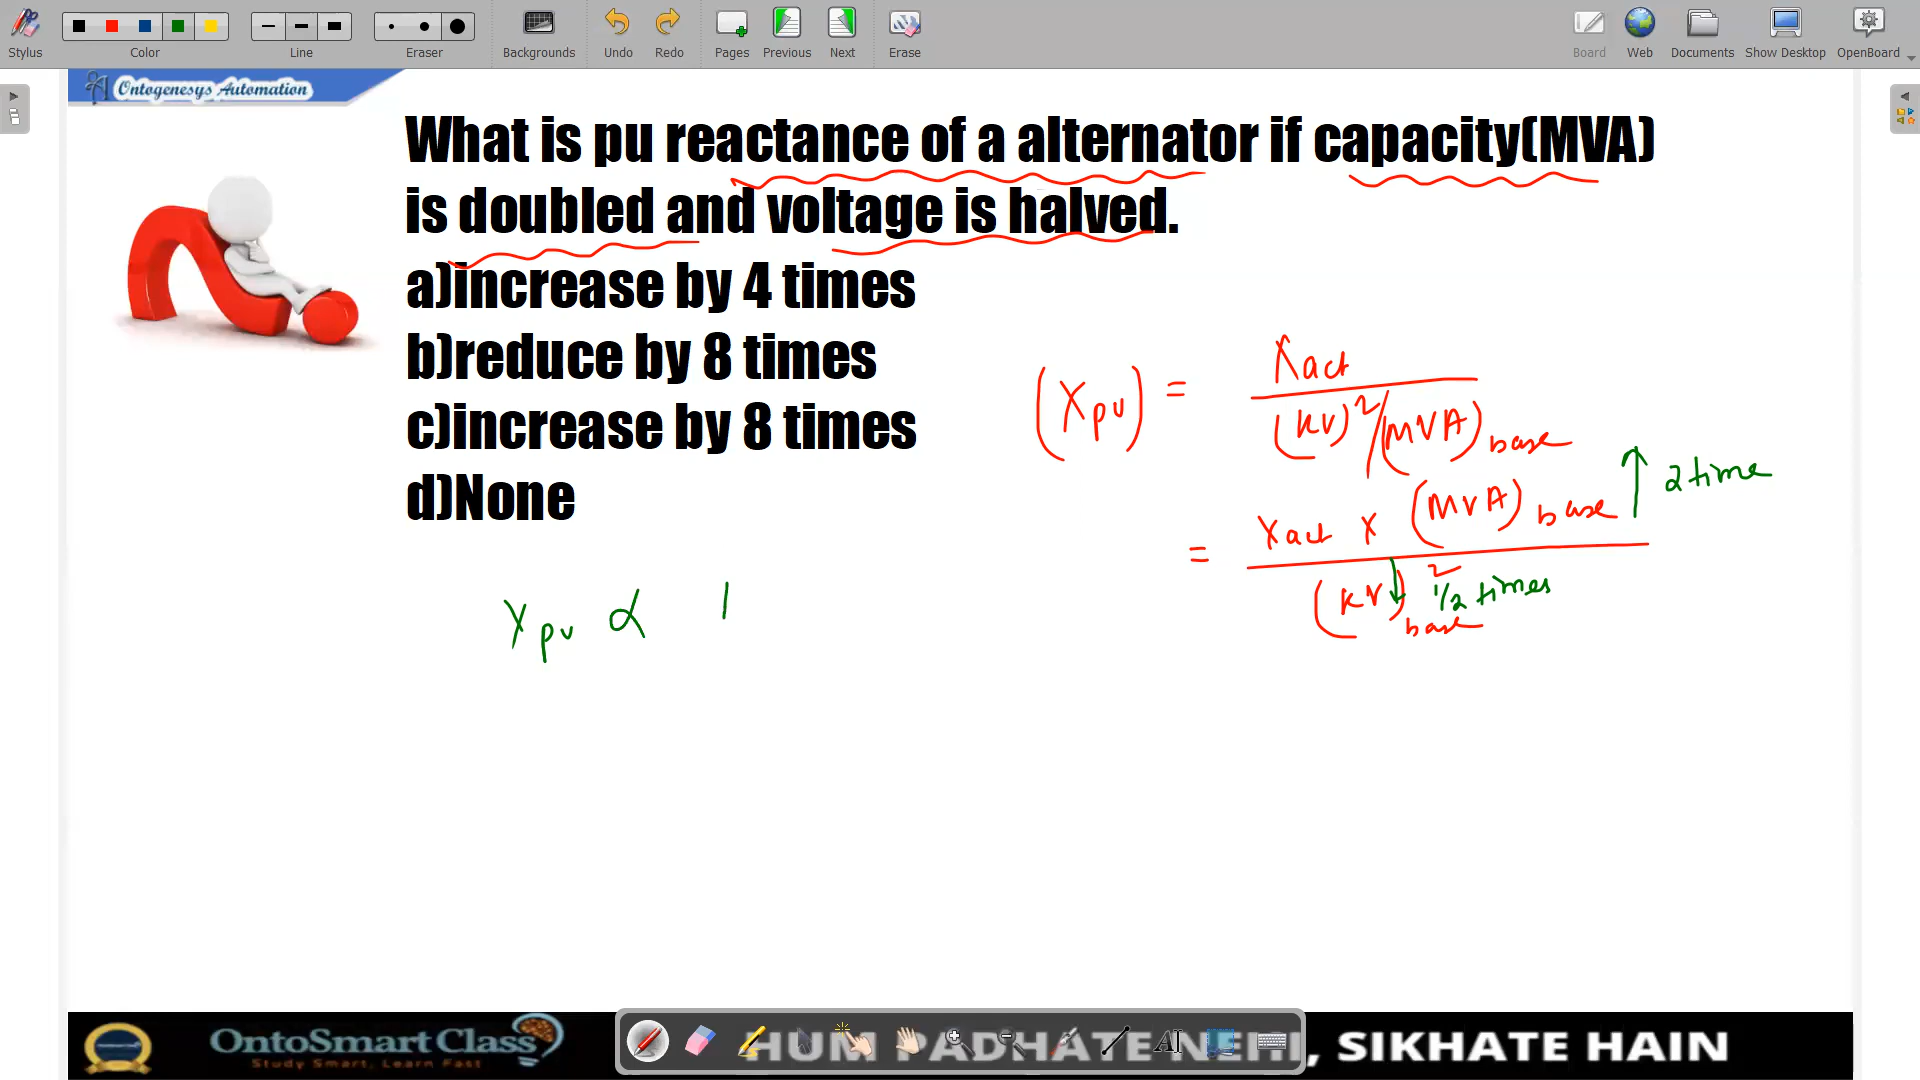 Stylus
Color
Line
Eraser
Backgrounds
Undo
Redo
Pages
Previous
Next
Erase
Board
Web
Documents
Show Desktop
OpenBoard
Ontogenesys Automation
What is pu reactance of a alternator if capacity(MVA)
is doubled and voltage is halved.
a)increase by 4 times
b)reduce by 8 times
c)increase by 8 times
d)None
(Xpu) = Xact
(KV)²/(MVA) base
= Xact x (MVA) base ↑ 2 time
(KV)² base ↓ 1/2 times
Xpu ∝ 1
OntoSmart Class
Study Smart, Learn Fast
HUM PADHATE NEHI, SIKHATE HAIN